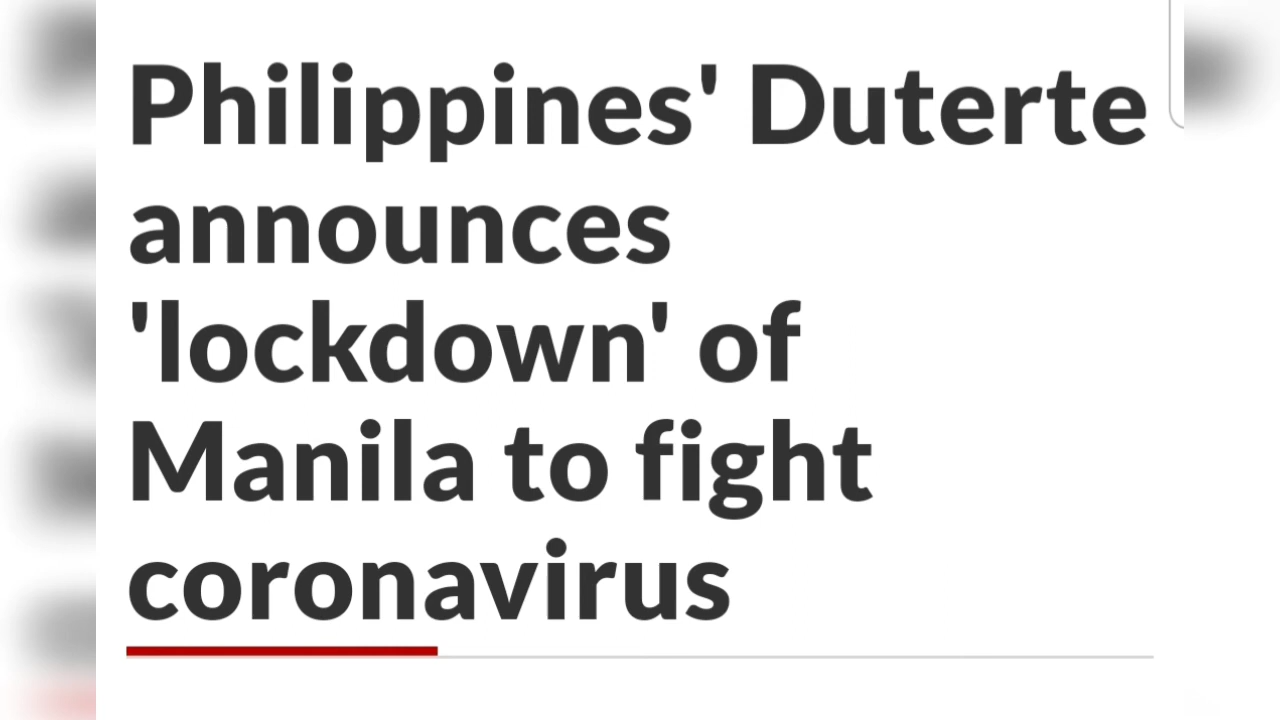 Philippines' Duterte
announces
'lockdown' of
Manila to fight
coronavirus